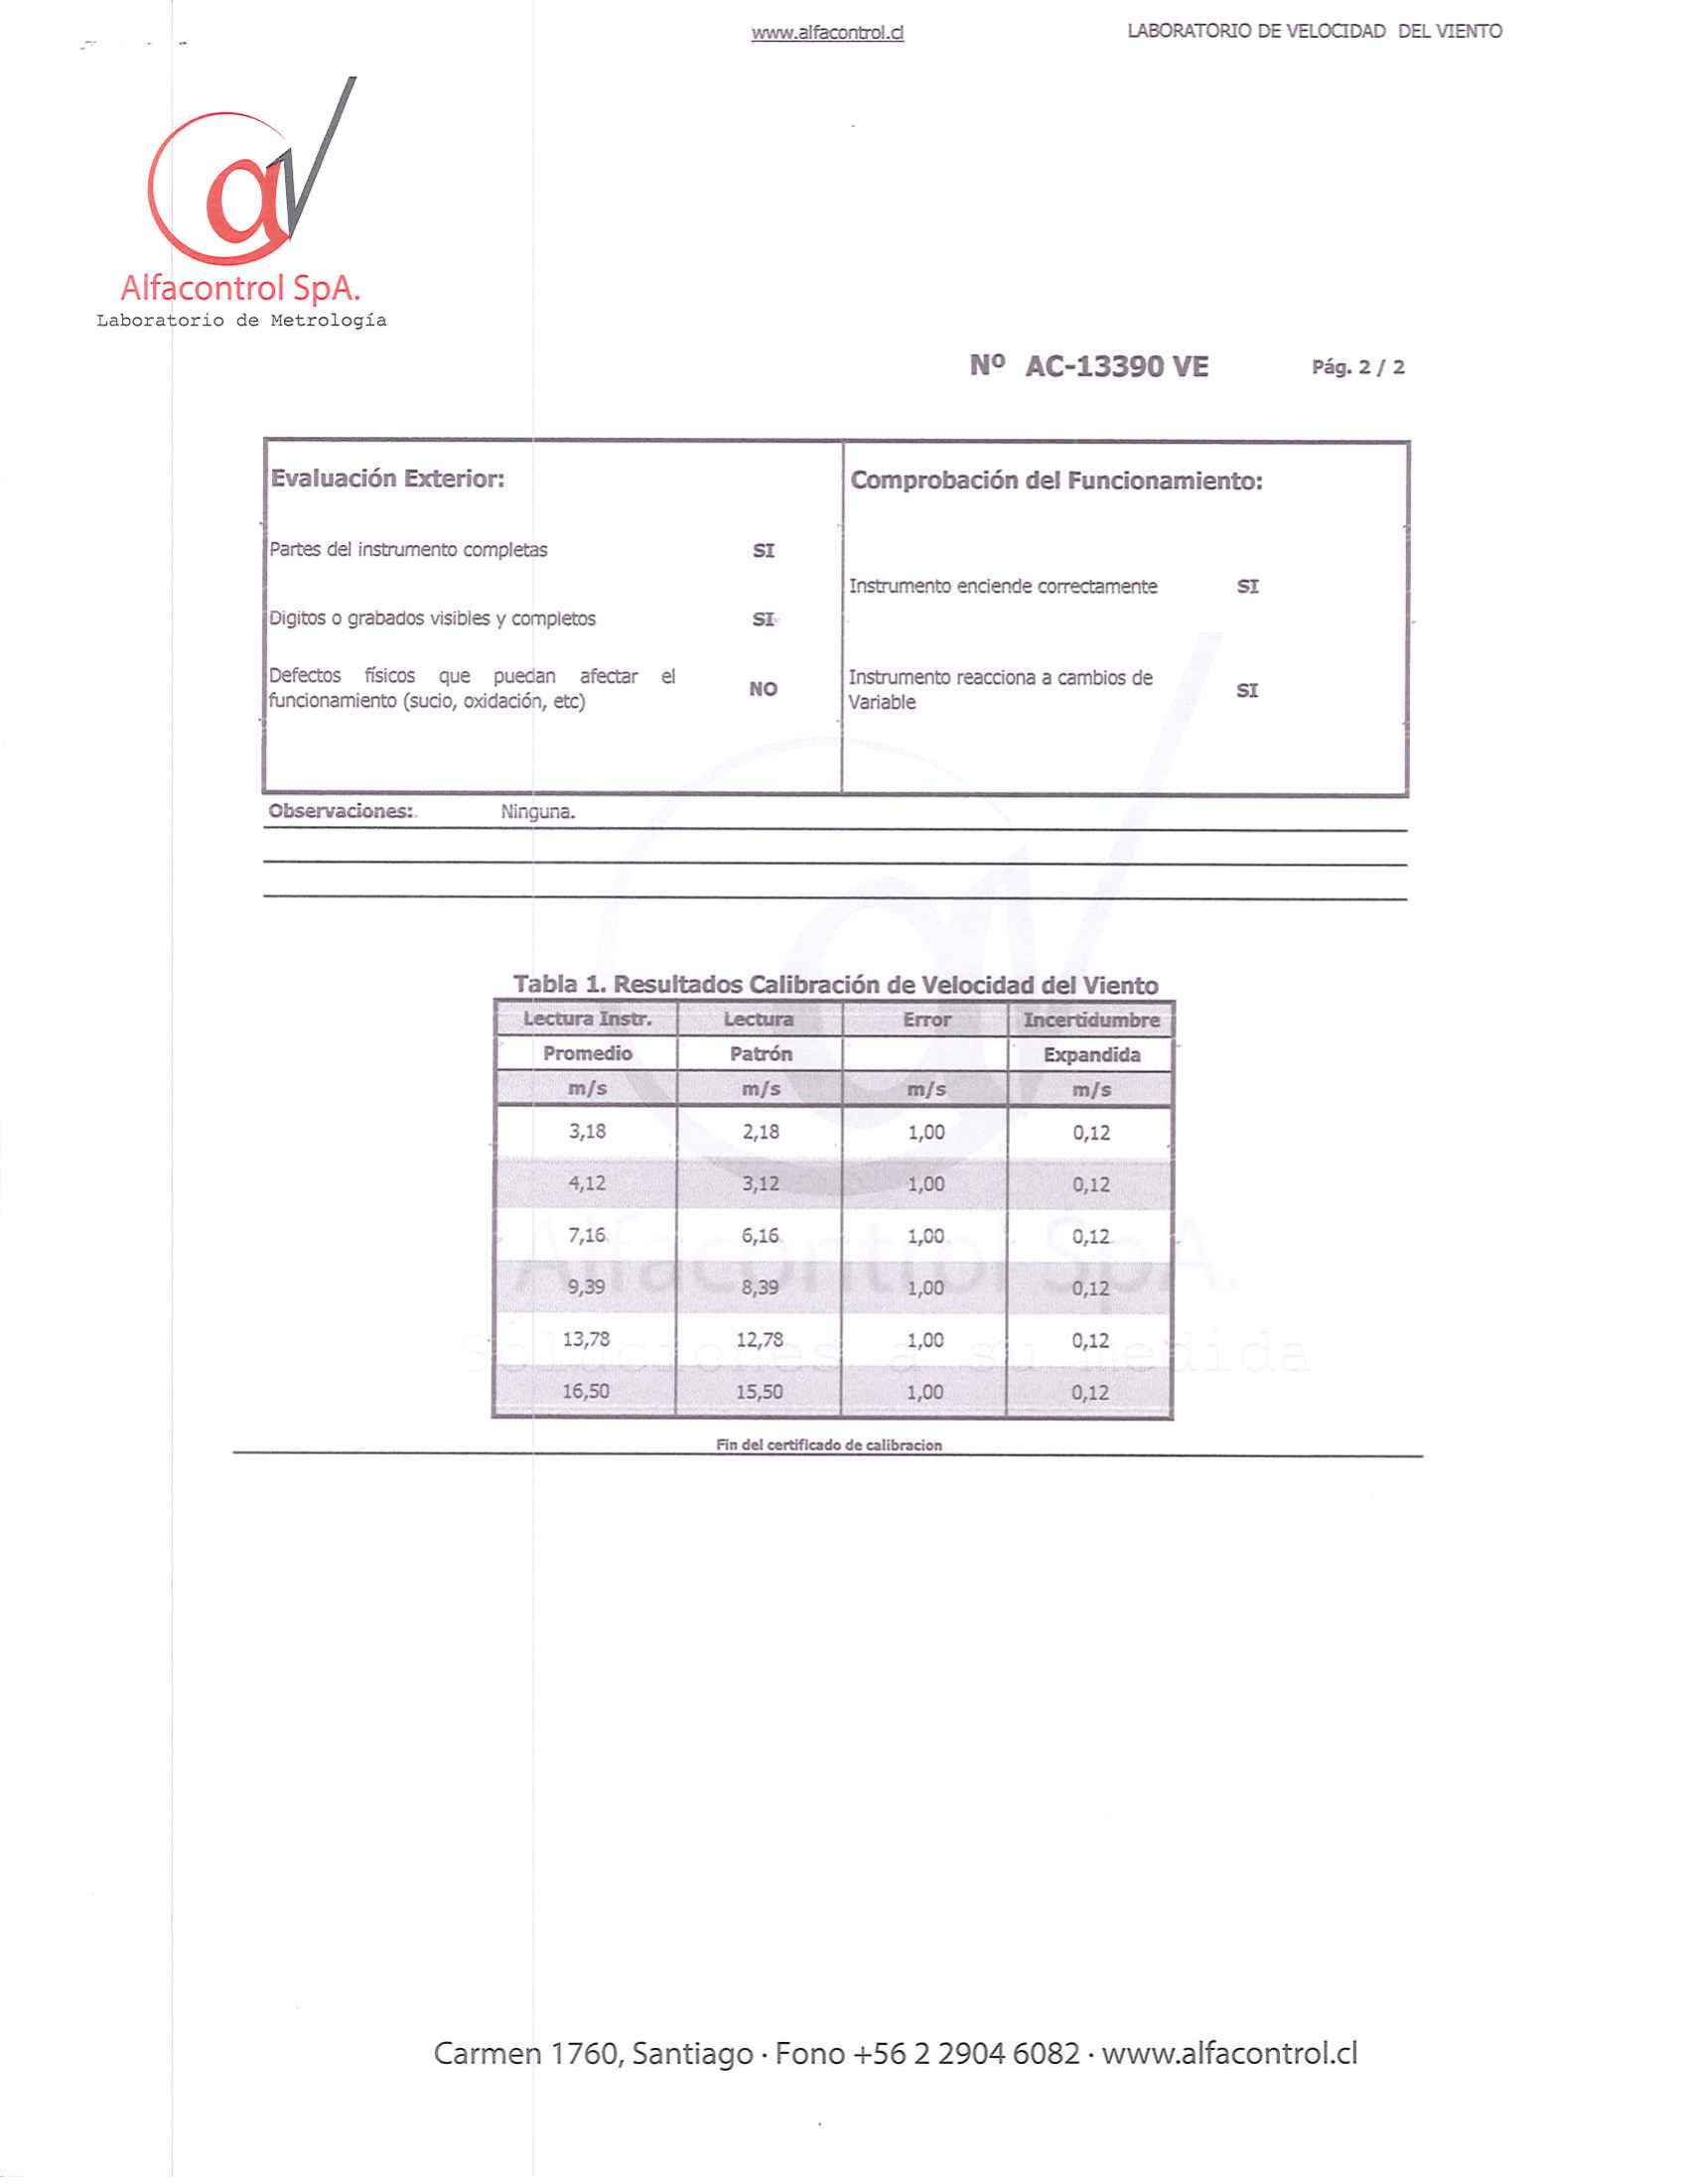 www.alfacontrol.cl LABORATORIO DE VELOCIDAD DEL VIENTO
a
Alfacontrol SpA.
Laboratorio de Metrología
Nº AC-13390 VE Pág. 2 / 2
Evaluación Exterior: Comprobación del Funcionamiento:
Partes del instrumento completas SI
Instrumento enciende correctamente SI
Digitos o grabados visibles y completos SI
Defectos físicos que puedan afectar el
funcionamiento (sucio, oxidación, etc) NO
Instrumento reacciona a cambios de
Variable SI
Observaciones: Ninguna.
Tabla 1. Resultados Calibración de Velocidad del Viento
Lectura Instr. Lectura Error Incertidumbre
Promedio Patrón Expandida
m/s m/s m/s m/s
3,18 2,18 1,00 0,12
4,12 3,12 1,00 0,12
7,16 6,16 1,00 0,12
Alfacontrol SpA.
9,39 8,39 1,00 0,12
13,78 12,78 1,00 0,12
Soluciones a su medida
16,50 15,50 1,00 0,12
Fin del certificado de calibracion
Carmen 1760, Santiago · Fono +56 2 2904 6082 · www.alfacontrol.cl